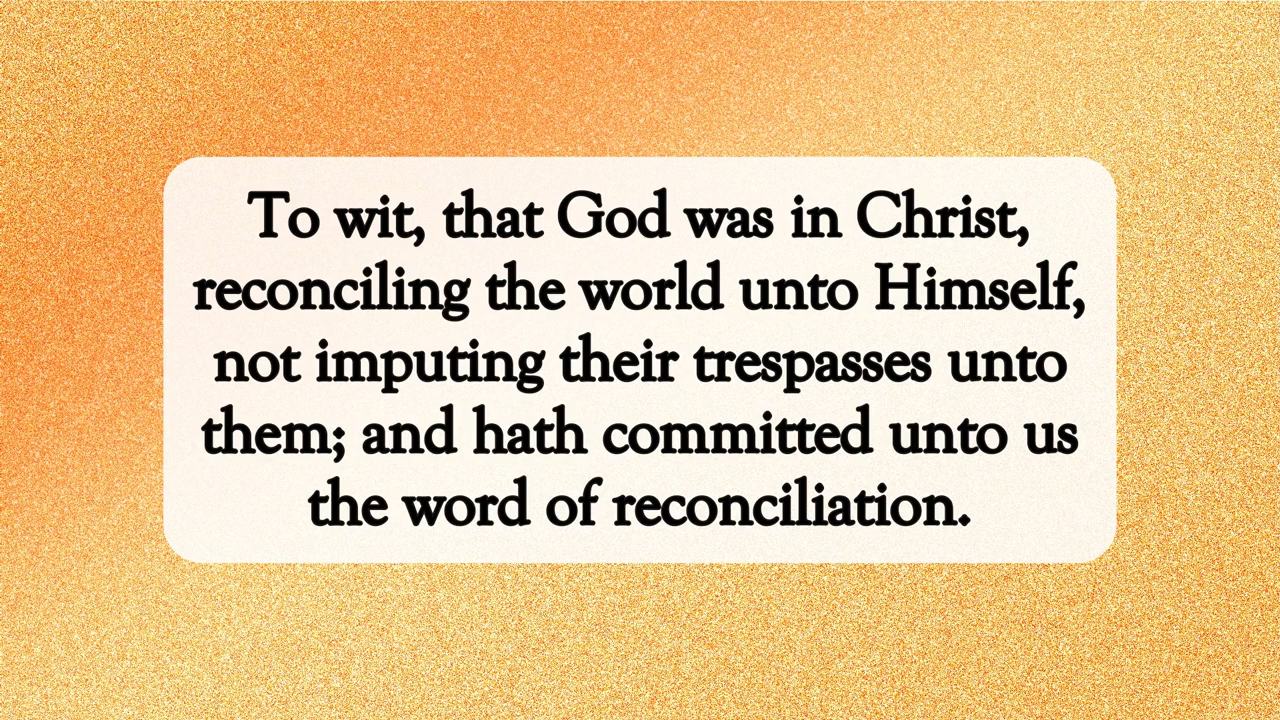 To wit, that God was in Christ,
reconciling the world unto Himself,
not imputing their trespasses unto
them; and hath committed unto us
the word of reconciliation.